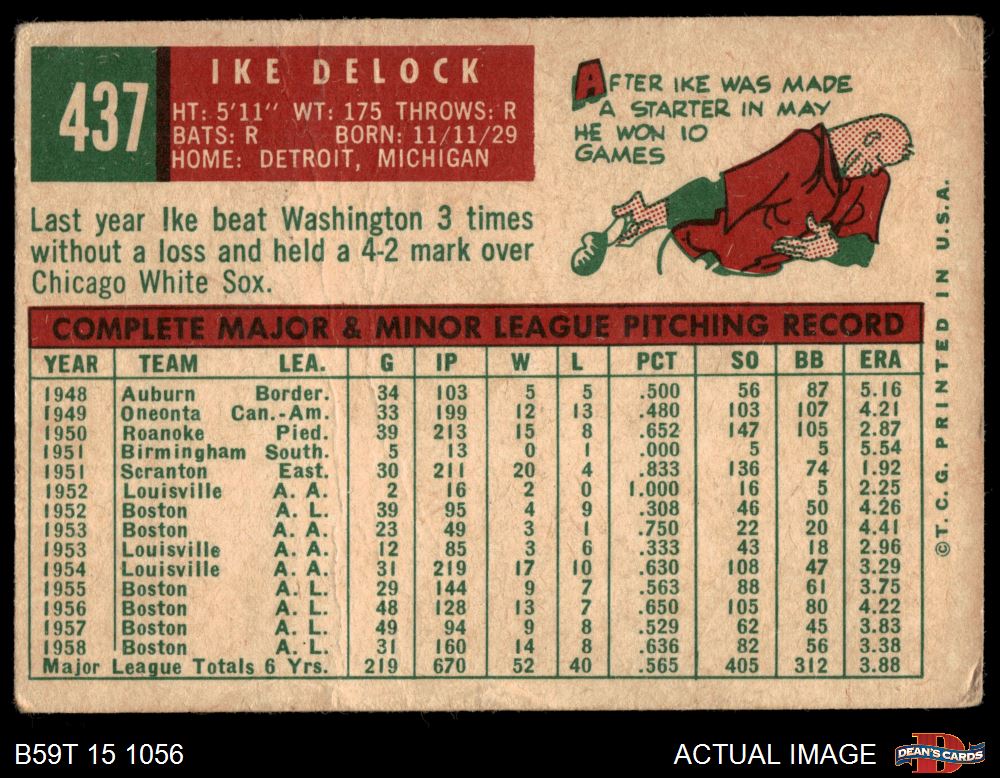 437
IKE DELOCK
HT: 5'11" WT: 175 THROWS: R
BATS: R BORN: 11/11/29
HOME: DETROIT, MICHIGAN
AFTER IKE WAS MADE
A STARTER IN MAY
HE WON 10
GAMES
Last year Ike beat Washington 3 times
without a loss and held a 4-2 mark over
Chicago White Sox.
COMPLETE MAJOR & MINOR LEAGUE PITCHING RECORD
YEAR TEAM LEA. G IP W L PCT SO BB ERA
1948 Auburn Border. 34 103 5 5 .500 56 87 5.16
1949 Oneonta Can.-Am. 33 199 12 13 .480 103 107 4.21
1950 Roanoke Pied. 39 213 15 8 .652 147 105 2.87
1951 Birmingham South. 5 13 0 1 .000 5 5 5.54
1951 Scranton East. 30 211 20 4 .833 136 74 1.92
1952 Louisville A. A. 2 16 2 0 1.000 16 5 2.25
1952 Boston A. L. 39 95 4 9 .308 46 50 4.26
1953 Boston A. A. 23 49 3 1 .750 22 20 4.41
1953 Louisville A. A. 12 85 3 6 .333 43 18 2.96
1954 Louisville A. A. 31 219 17 10 .630 108 47 3.29
1955 Boston A. L. 29 144 9 7 .563 88 61 3.75
1956 Boston A. L. 48 128 13 7 .650 105 80 4.22
1957 Boston A. L. 49 94 9 8 .529 62 45 3.83
1958 Boston A. L. 31 160 14 8 .636 82 56 3.38
Major League Totals 6 Yrs. 219 670 52 40 .565 405 312 3.88
©T. C. G. PRINTED IN U.S.A.
B59T 15 1056
ACTUAL IMAGE
DEAN'S CARDS